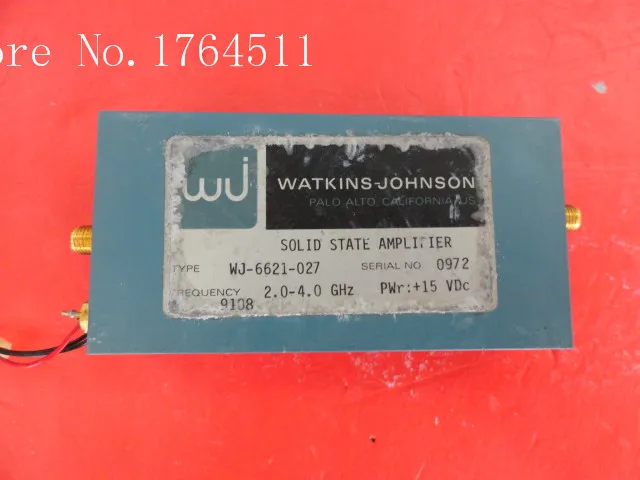 ore No. 1764511
WJ
WATKINS-JOHNSON
PALO ALTO, CALIFORNIA, US
SOLID STATE AMPLIFIER
TYPE WJ-6621-027 SERIAL NO. 0972
FREQUENCY 2.0-4.0 GHz PWr:+15 VDc
9108